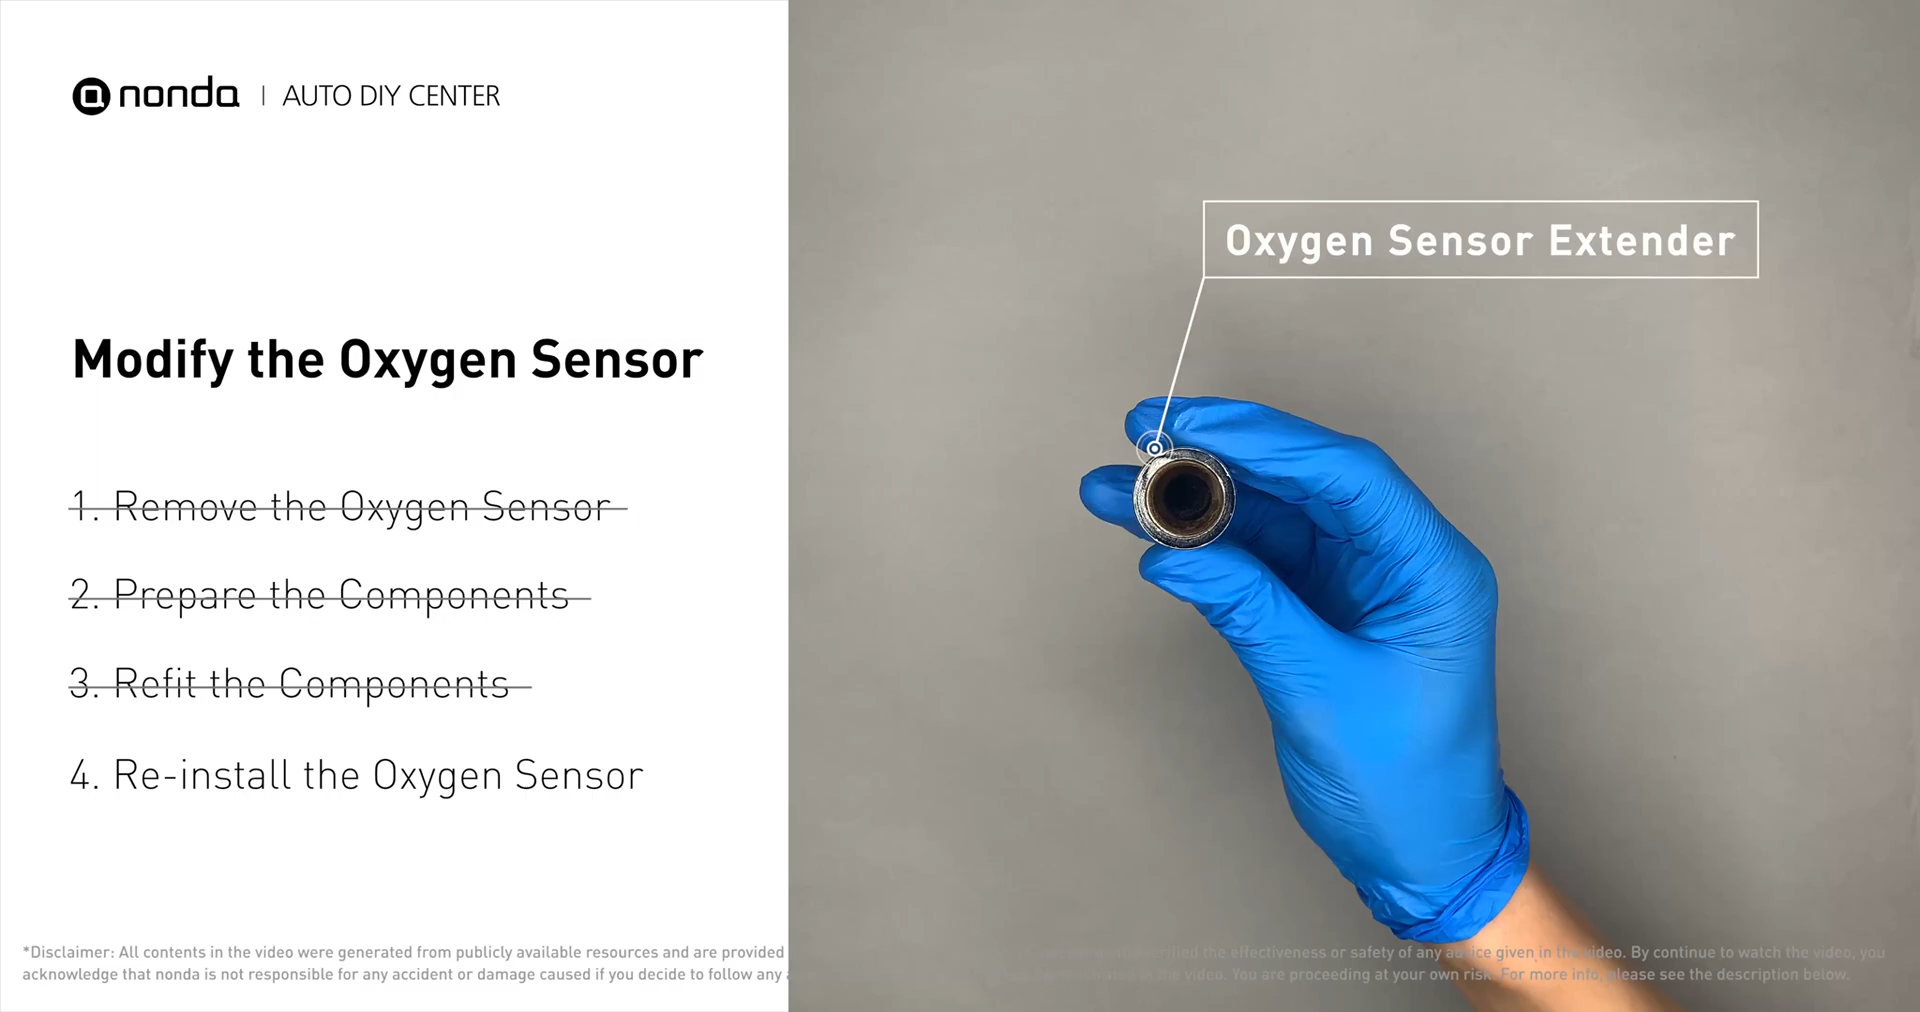 nonda | AUTO DIY CENTER
Oxygen Sensor Extender
Modify the Oxygen Sensor
1. Remove the Oxygen Sensor
2. Prepare the Components
3. Refit the Components
4. Re-install the Oxygen Sensor
*Disclaimer: All contents in the video were generated from publicly available resources and are provided the effectiveness or safety of any advice given in the video. By continue to watch the video, you
acknowledge that nonda is not responsible for any accident or damage caused if you decide to follow any the video. You are proceeding at your own risk. For more info, please see the description below.